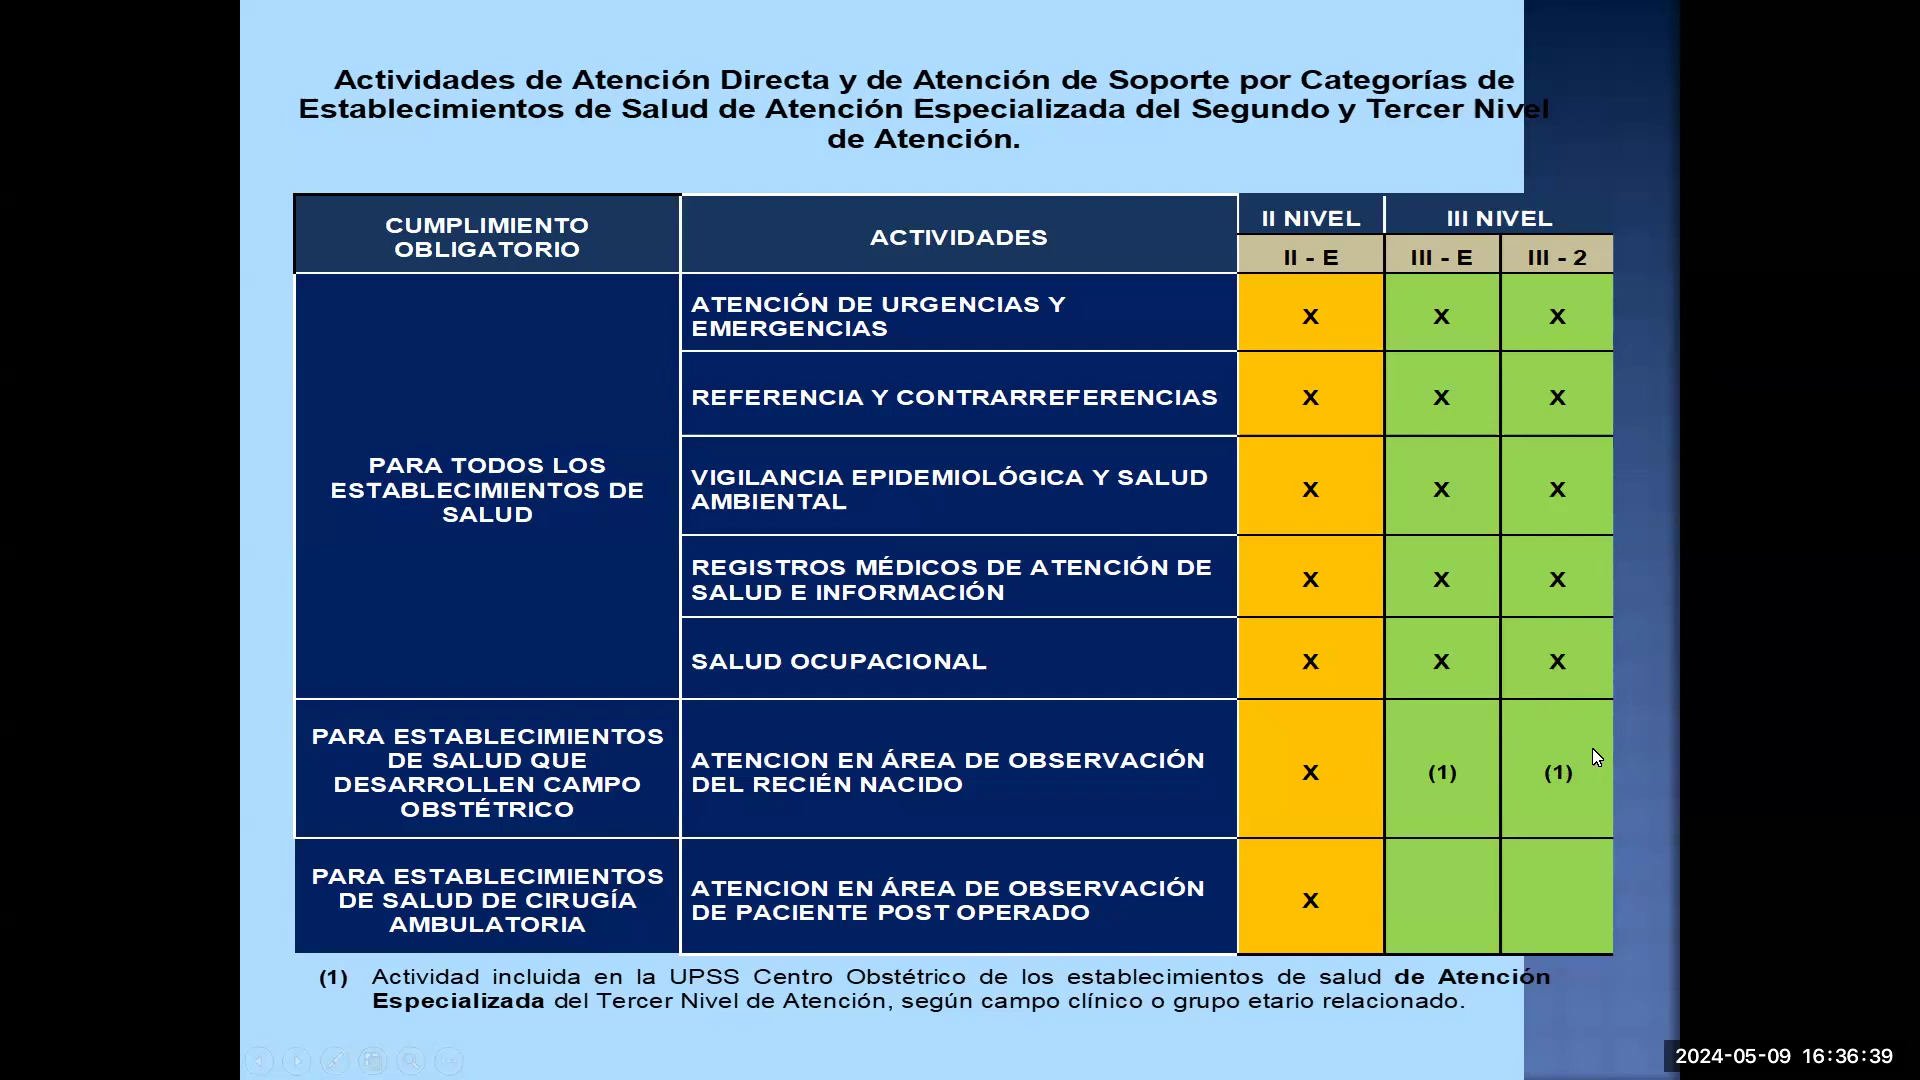 Actividades de Atención Directa y de Atención de Soporte por Categorías de
Establecimientos de Salud de Atención Especializada del Segundo y Tercer Nivel
de Atención.
CUMPLIMIENTO
OBLIGATORIO
ACTIVIDADES
II NIVEL
III NIVEL
II - E
III - E
III - 2
PARA TODOS LOS
ESTABLECIMIENTOS DE
SALUD
ATENCIÓN DE URGENCIAS Y
EMERGENCIAS
X
X
X
REFERENCIA Y CONTRARREFERENCIAS
X
X
X
VIGILANCIA EPIDEMIOLÓGICA Y SALUD
AMBIENTAL
X
X
X
REGISTROS MÉDICOS DE ATENCIÓN DE
SALUD E INFORMACIÓN
X
X
X
SALUD OCUPACIONAL
X
X
X
PARA ESTABLECIMIENTOS
DE SALUD QUE
DESARROLLEN CAMPO
OBSTÉTRICO
ATENCION EN ÁREA DE OBSERVACIÓN
DEL RECIÉN NACIDO
X
(1)
(1)
PARA ESTABLECIMIENTOS
DE SALUD DE CIRUGÍA
AMBULATORIA
ATENCION EN ÁREA DE OBSERVACIÓN
DE PACIENTE POST OPERADO
X
(1) Actividad incluida en la UPSS Centro Obstétrico de los establecimientos de salud de Atención
Especializada del Tercer Nivel de Atención, según campo clínico o grupo etario relacionado.
2024-05-09 16:36:39